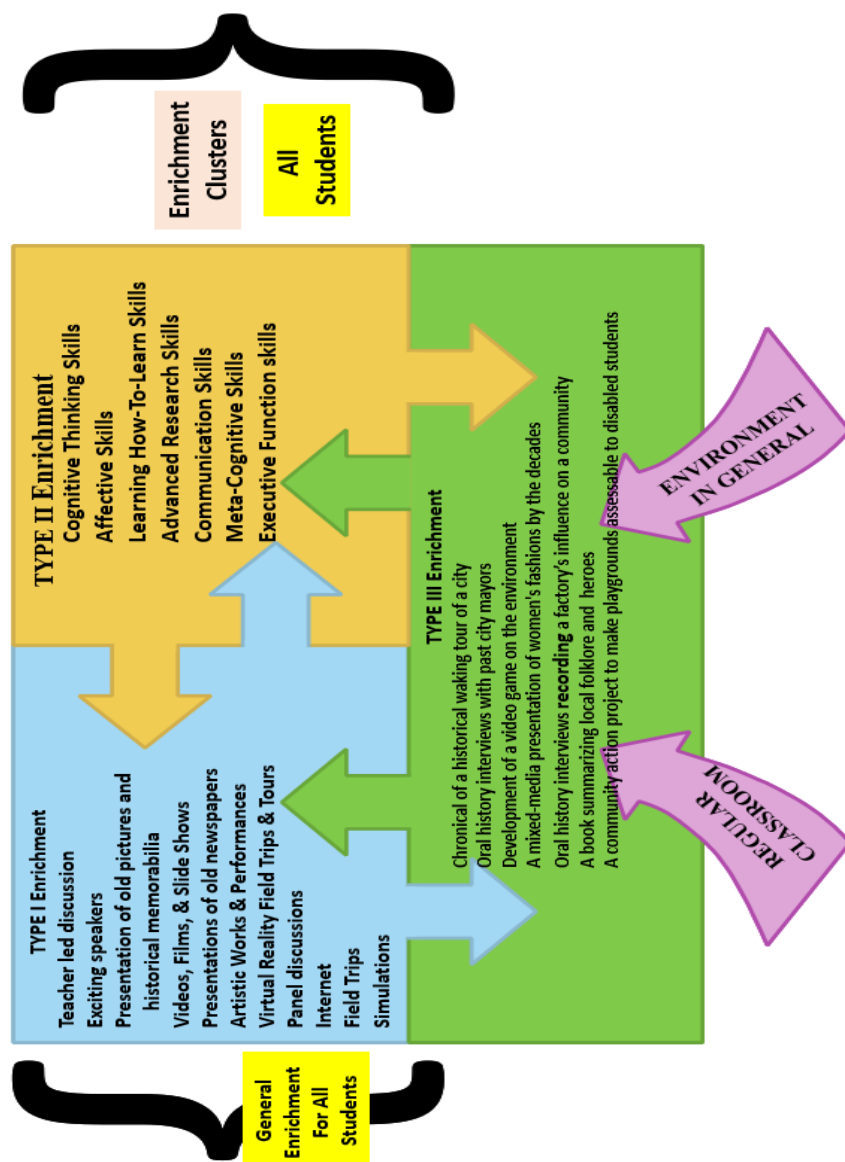 General
Enrichment
For All
Students
TYPE I Enrichment
Teacher led discussion
Exciting speakers
Presentation of old pictures and
historical memorabilia
Videos, Films, & Slide Shows
Presentations of old newspapers
Artistic Works & Performances
Virtual Reality Field Trips & Tours
Panel discussions
Internet
Field Trips
Simulations
TYPE II Enrichment
Cognitive Thinking Skills
Affective Skills
Learning How-To-Learn Skills
Advanced Research Skills
Communication Skills
Meta-Cognitive Skills
Executive Function skills
Enrichment
Clusters
All
Students
TYPE III Enrichment
Chronical of a historical waking tour of a city
Oral history interviews with past city mayors
Development of a video game on the environment
A mixed-media presentation of women's fashions by the decades
Oral history interviews recording a factory's influence on a community
A book summarizing local folklore and heroes
A community action project to make playgrounds assessable to disabled students
REGULAR
CLASSROOM
ENVIRONMENT
IN GENERAL